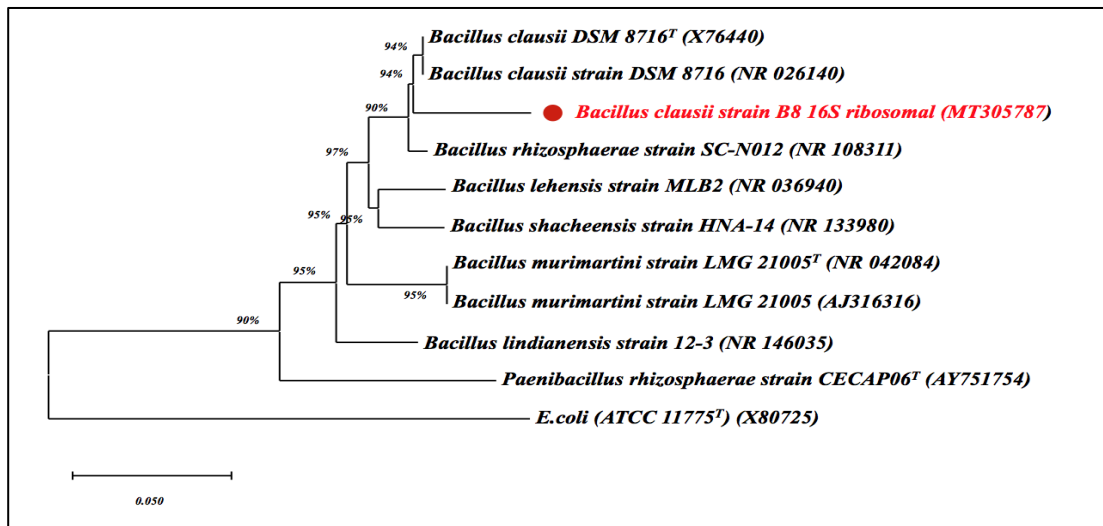 94%
Bacillus clausii DSM 8716ᵀ (X76440)
94%
Bacillus clausii strain DSM 8716 (NR 026140)
90%
Bacillus clausii strain B8 16S ribosomal (MT305787)
97%
Bacillus rhizosphaerae strain SC-N012 (NR 108311)
Bacillus lehensis strain MLB2 (NR 036940)
95%
95%
Bacillus shacheensis strain HNA-14 (NR 133980)
95%
Bacillus murimartini strain LMG 21005ᵀ (NR 042084)
95%
Bacillus murimartini strain LMG 21005 (AJ316316)
90%
Bacillus lindianensis strain 12-3 (NR 146035)
Paenibacillus rhizosphaerae strain CECAP06ᵀ (AY751754)
E.coli (ATCC 11775ᵀ) (X80725)
0.050